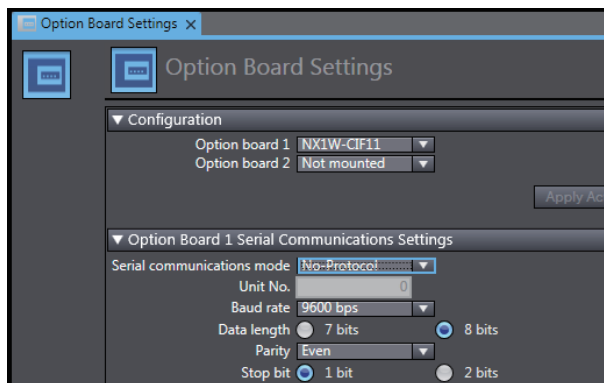 Option Board Settings X
Option Board Settings
Configuration
Option board 1 NX1W-CIF11
Option board 2 Not mounted
Apply Ac
Option Board 1 Serial Communications Settings
Serial communications mode No-Protocol
Unit No. 0
Baud rate 9600 bps
Data length 7 bits 8 bits
Parity Even
Stop bit 1 bit 2 bits